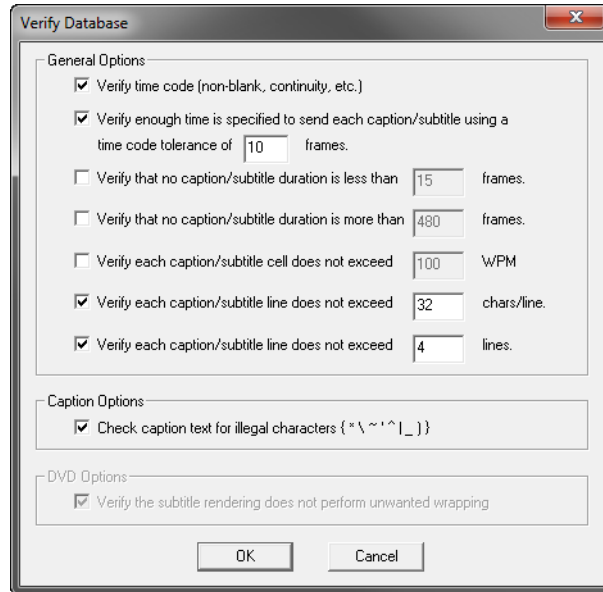 Verify Database
General Options
Verify time code (non-blank, continuity, etc.)
Verify enough time is specified to send each caption/subtitle using a
time code tolerance of 10 frames.
Verify that no caption/subtitle duration is less than 15 frames.
Verify that no caption/subtitle duration is more than 480 frames.
Verify each caption/subtitle cell does not exceed 100 WPM
Verify each caption/subtitle line does not exceed 32 chars/line.
Verify each caption/subtitle line does not exceed 4 lines.
Caption Options
Check caption text for illegal characters { * \ ~ ' ^ | _ ) }
DVD Options
Verify the subtitle rendering does not perform unwanted wrapping
OK Cancel